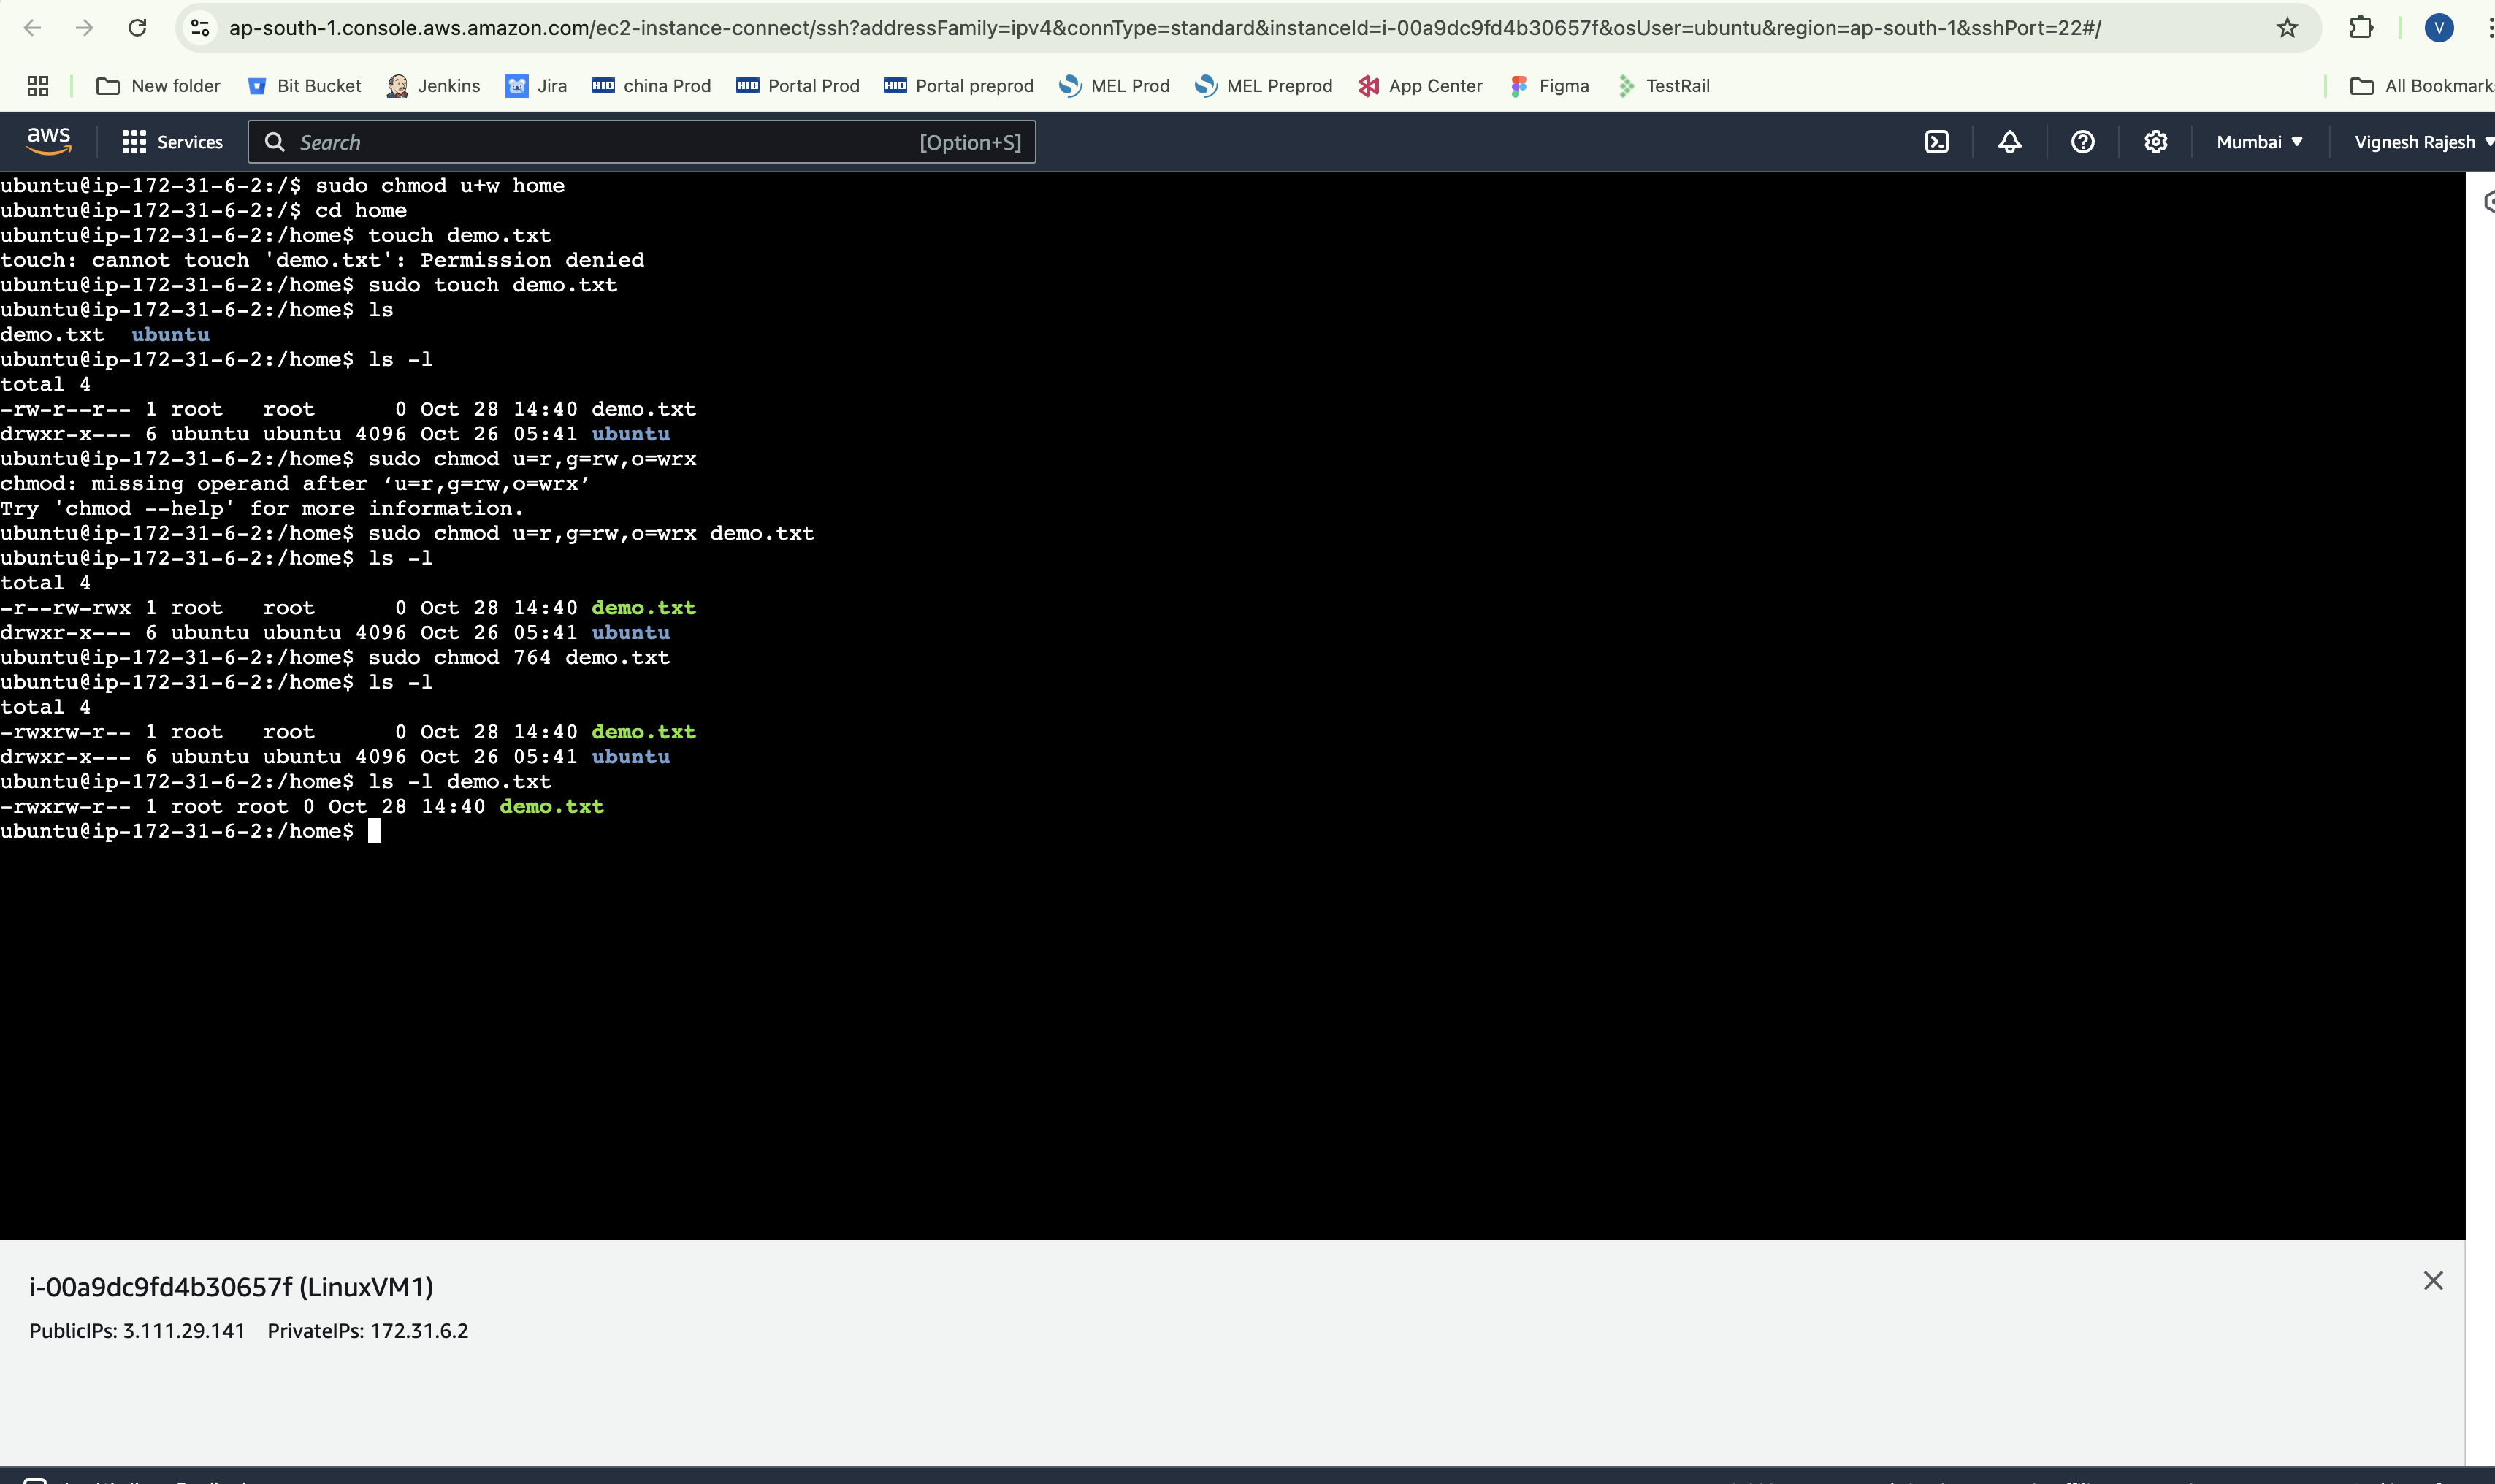 ap-south-1.console.aws.amazon.com/ec2-instance-connect/ssh?addressFamily=ipv4&connType=standard&instanceId=i-00a9dc9fd4b30657f&osUser=ubuntu&region=ap-south-1&sshPort=22#/
V
New folder Bit Bucket Jenkins Jira HID china Prod HID Portal Prod HID Portal preprod MEL Prod MEL Preprod App Center Figma TestRail All Bookmarks
aws Services Search [Option+S] Mumbai Vignesh Rajesh
ubuntu@ip-172-31-6-2:/$ sudo chmod u+w home
ubuntu@ip-172-31-6-2:/$ cd home
ubuntu@ip-172-31-6-2:/home$ touch demo.txt
touch: cannot touch 'demo.txt': Permission denied
ubuntu@ip-172-31-6-2:/home$ sudo touch demo.txt
ubuntu@ip-172-31-6-2:/home$ ls
demo.txt  ubuntu
ubuntu@ip-172-31-6-2:/home$ ls -l
total 4
-rw-r--r-- 1 root   root      0 Oct 28 14:40 demo.txt
drwxr-x--- 6 ubuntu ubuntu 4096 Oct 26 05:41 ubuntu
ubuntu@ip-172-31-6-2:/home$ sudo chmod u=r,g=rw,o=wrx
chmod: missing operand after ‘u=r,g=rw,o=wrx’
Try 'chmod --help' for more information.
ubuntu@ip-172-31-6-2:/home$ sudo chmod u=r,g=rw,o=wrx demo.txt
ubuntu@ip-172-31-6-2:/home$ ls -l
total 4
-r--rw-rwx 1 root   root      0 Oct 28 14:40 demo.txt
drwxr-x--- 6 ubuntu ubuntu 4096 Oct 26 05:41 ubuntu
ubuntu@ip-172-31-6-2:/home$ sudo chmod 764 demo.txt
ubuntu@ip-172-31-6-2:/home$ ls -l
total 4
-rwxrw-r-- 1 root   root      0 Oct 28 14:40 demo.txt
drwxr-x--- 6 ubuntu ubuntu 4096 Oct 26 05:41 ubuntu
ubuntu@ip-172-31-6-2:/home$ ls -l demo.txt
-rwxrw-r-- 1 root root 0 Oct 28 14:40 demo.txt
ubuntu@ip-172-31-6-2:/home$
i-00a9dc9fd4b30657f (LinuxVM1)
PublicIPs: 3.111.29.141 PrivateIPs: 172.31.6.2